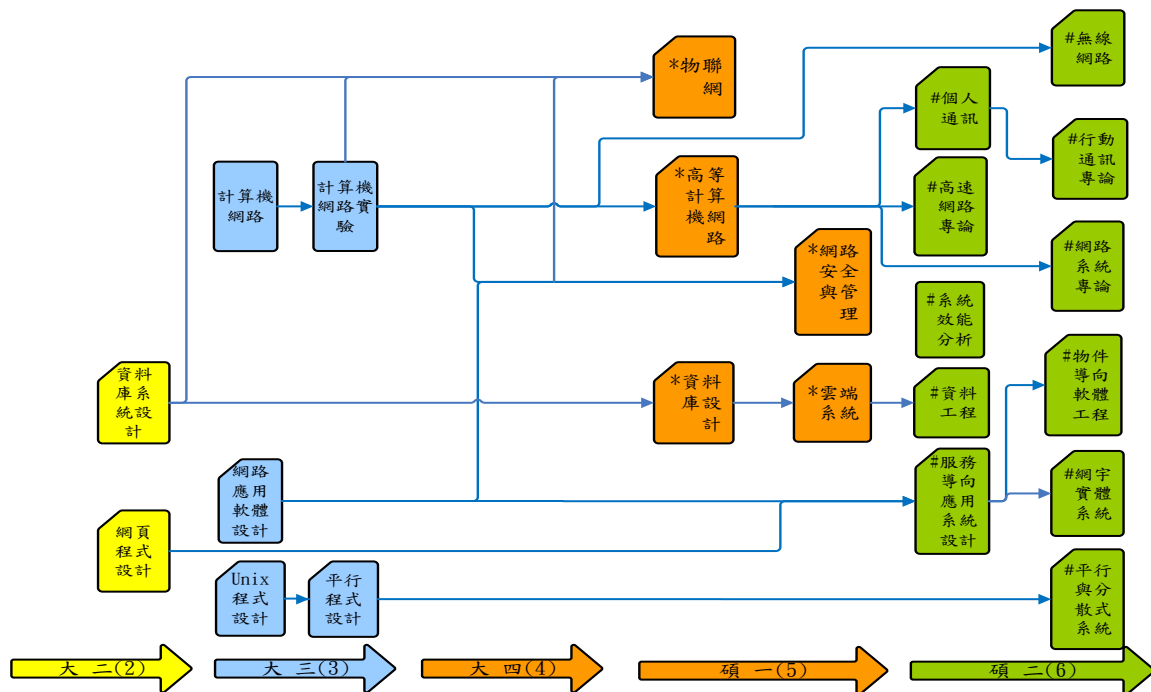 #無線
網路
*物聯
網
#個人
通訊
#行動
通訊
專論
計算機
網路
計算機
網路實
驗
*高等
計算
機網
路
#高速
網路
專論
*網路
安全
與管
理
#網路
系統
專論
#系統
效能
分析
資料
庫系
統設
計
*資料
庫設
計
*雲端
系統
#資料
工程
#物件
導向
軟體
工程
網路
應用
軟體
設計
#服務
導向
應用
系統
設計
#網宇
實體
系統
網頁
程式
設計
Unix
程式
設計
平行
程式
設計
#平行
與分
散式
系統
大 二(2)
大 三(3)
大 四(4)
碩 一(5)
碩 二(6)